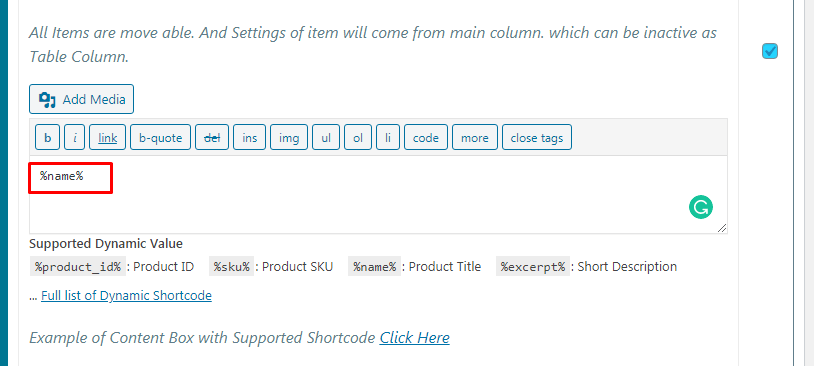 All Items are move able. And Settings of item will come from main column. which can be inactive as
Table Column.
Add Media
b i link b-quote del ins img ul ol li code more close tags
%name%
Supported Dynamic Value
%product_id% : Product ID %sku% : Product SKU %name% : Product Title %excerpt% : Short Description
... Full list of Dynamic Shortcode
Example of Content Box with Supported Shortcode Click Here